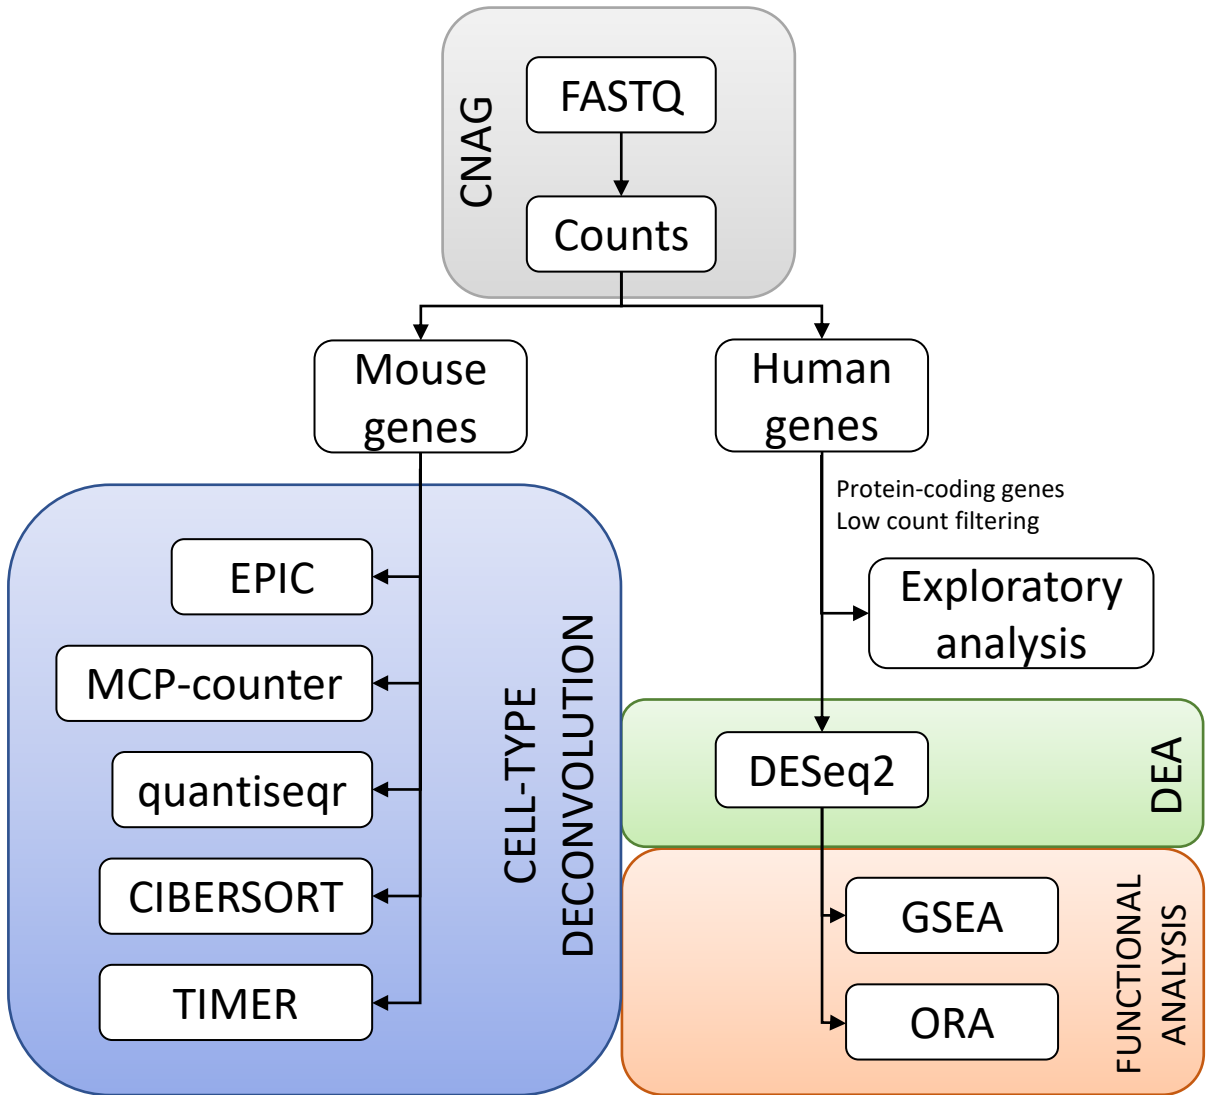 CNAG
FASTQ
Counts
Mouse
genes
Human
genes
Protein-coding genes
Low count filtering
Exploratory
analysis
CELL-TYPE
DECONVOLUTION
EPIC
MCP-counter
quantiseqr
CIBERSORT
TIMER
DESeq2
DEA
GSEA
ORA
FUNCTIONAL
ANALYSIS